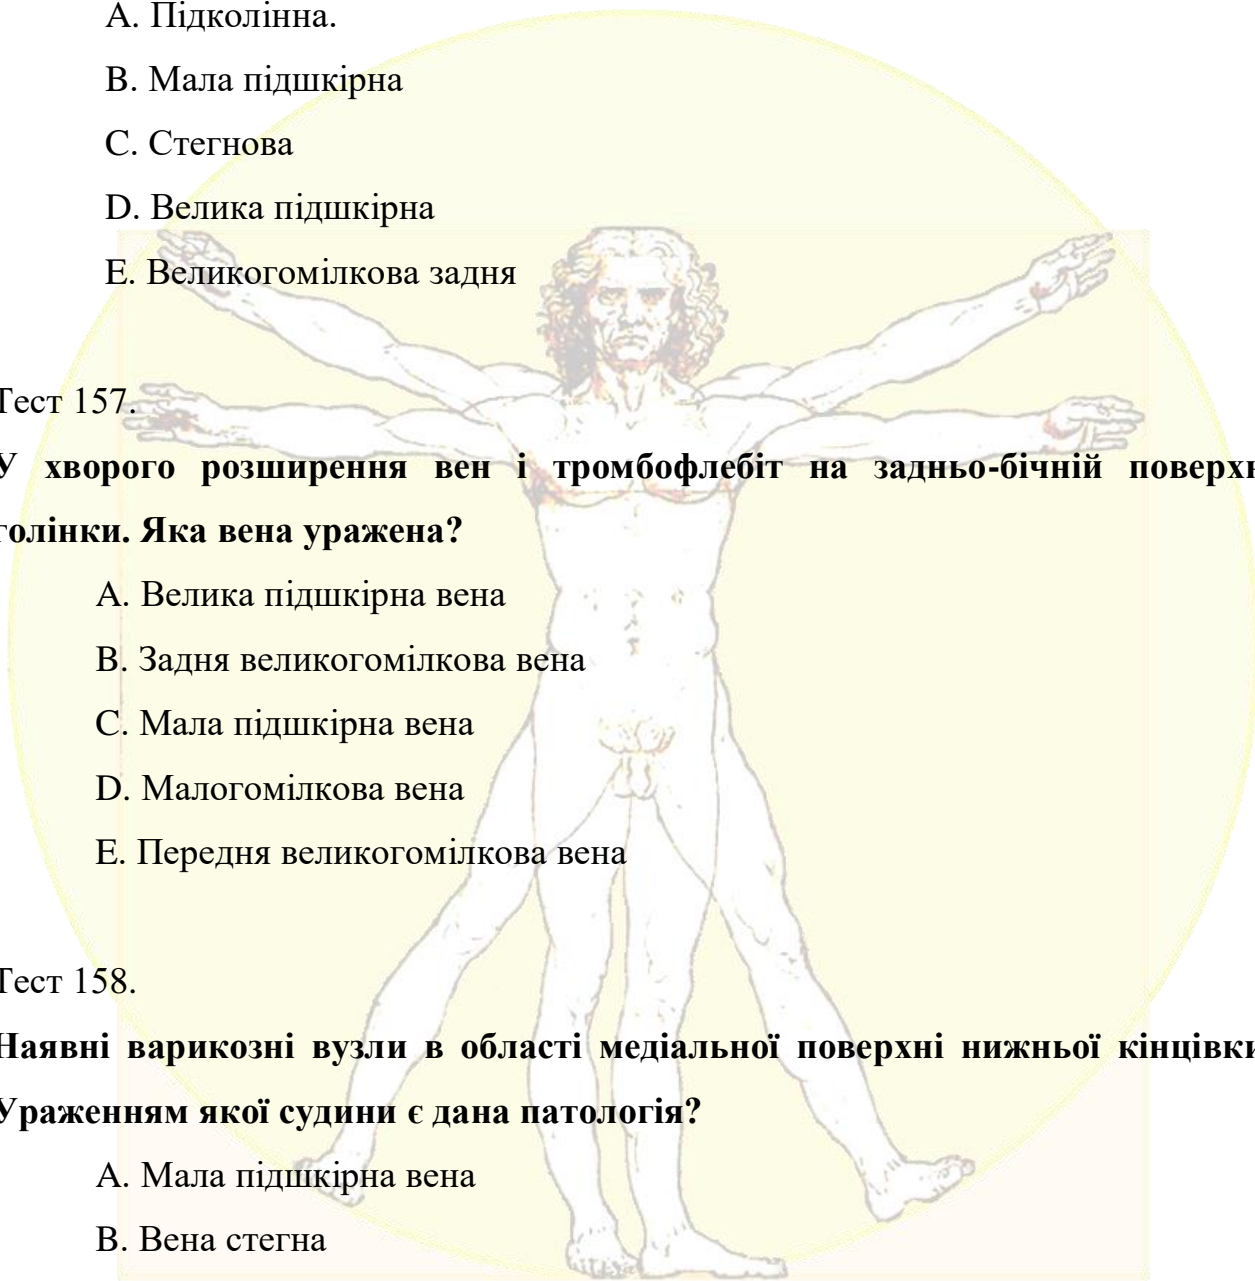 А. Підколінна.
В. Мала підшкірна
С. Стегнова
D. Велика підшкірна
Е. Великогомілкова задня
Тест 157.
У хворого розширення вен і тромбофлебіт на задньо-бічній поверхн
голінки. Яка вена уражена?
А. Велика підшкірна вена
В. Задня великогомілкова вена
С. Мала підшкірна вена
D. Малогомілкова вена
Е. Передня великогомілкова вена
Тест 158.
Наявні варикозні вузли в області медіальної поверхні нижньої кінцівки
Ураженням якої судини є дана патологія?
А. Мала підшкірна вена
В. Вена стегна